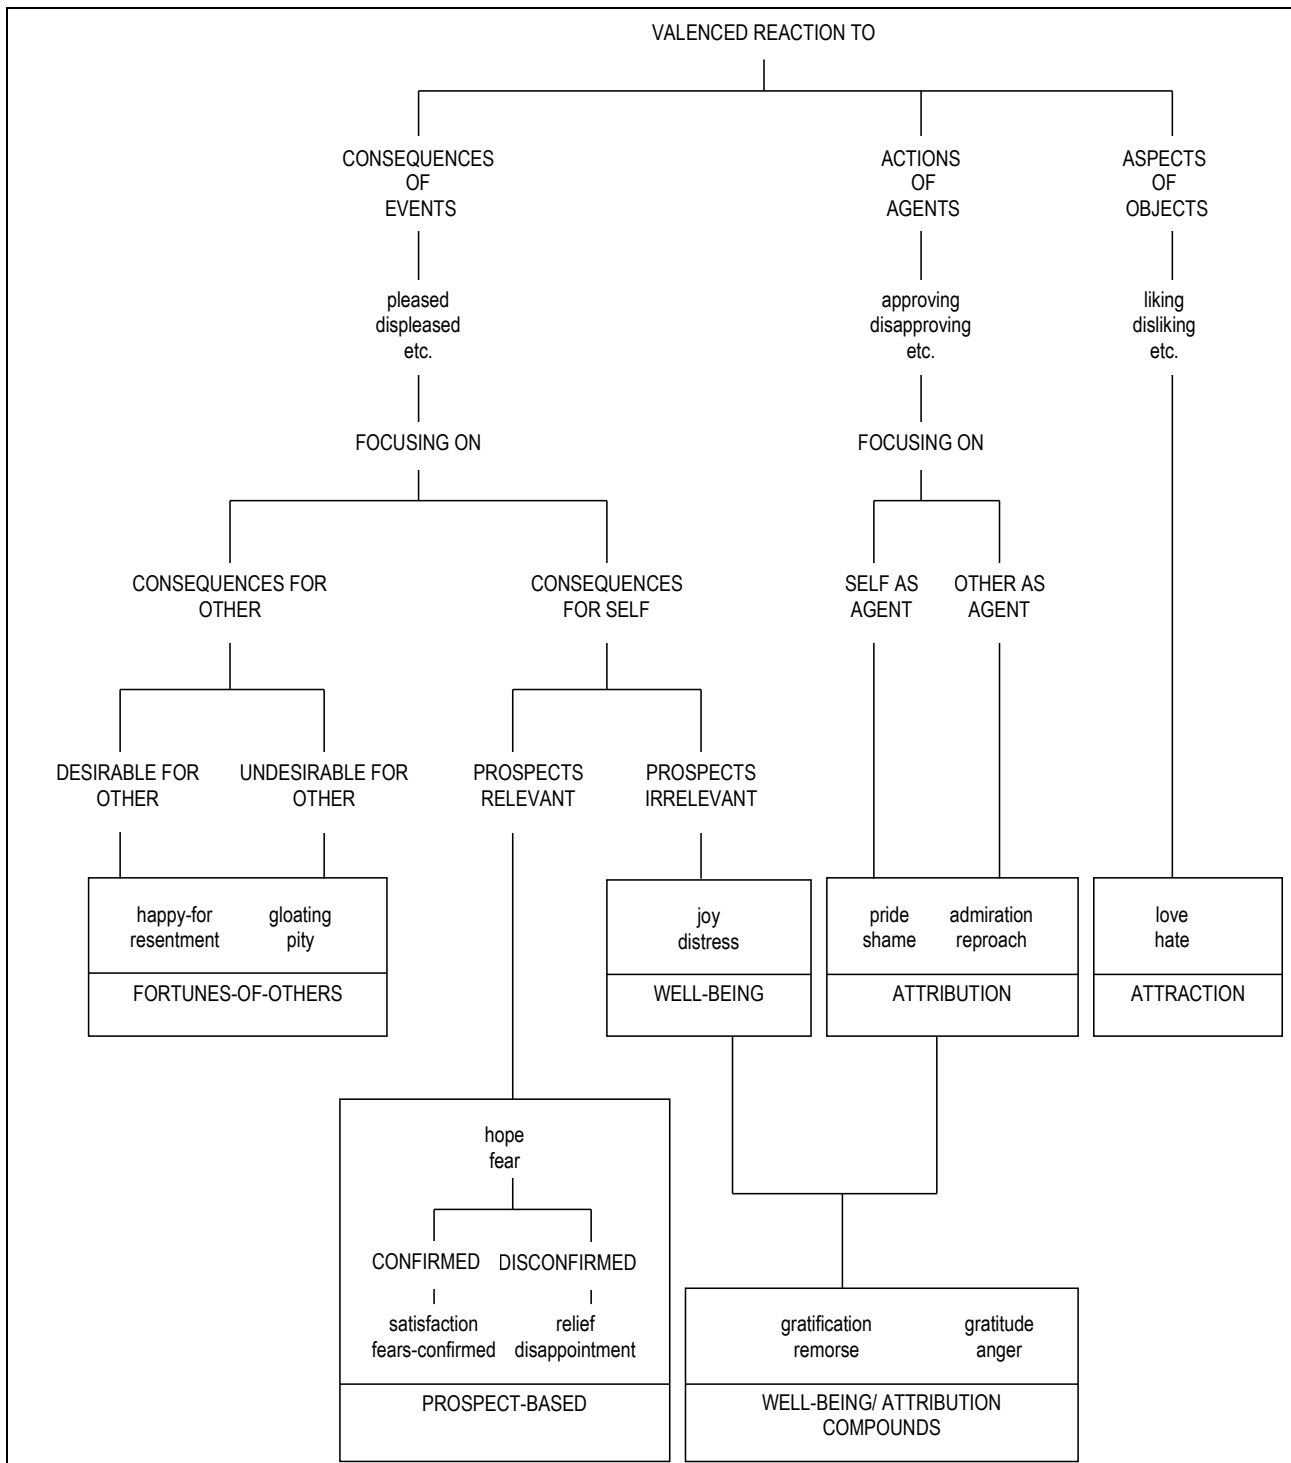 VALENCED REACTION TO
CONSEQUENCES
OF
EVENTS
ACTIONS
OF
AGENTS
ASPECTS
OF
OBJECTS
pleased
displeased
etc.
approving
disapproving
etc.
liking
disliking
etc.
FOCUSING ON
FOCUSING ON
CONSEQUENCES FOR
OTHER
CONSEQUENCES
FOR SELF
SELF AS
AGENT
OTHER AS
AGENT
DESIRABLE FOR
OTHER
UNDESIRABLE FOR
OTHER
PROSPECTS
RELEVANT
PROSPECTS
IRRELEVANT
happy-for
resentment
gloating
pity
FORTUNES-OF-OTHERS
joy
distress
WELL-BEING
pride
shame
admiration
reproach
ATTRIBUTION
love
hate
ATTRACTION
hope
fear
CONFIRMED
DISCONFIRMED
satisfaction
fears-confirmed
relief
disappointment
PROSPECT-BASED
gratification
remorse
gratitude
anger
WELL-BEING/ ATTRIBUTION
COMPOUNDS